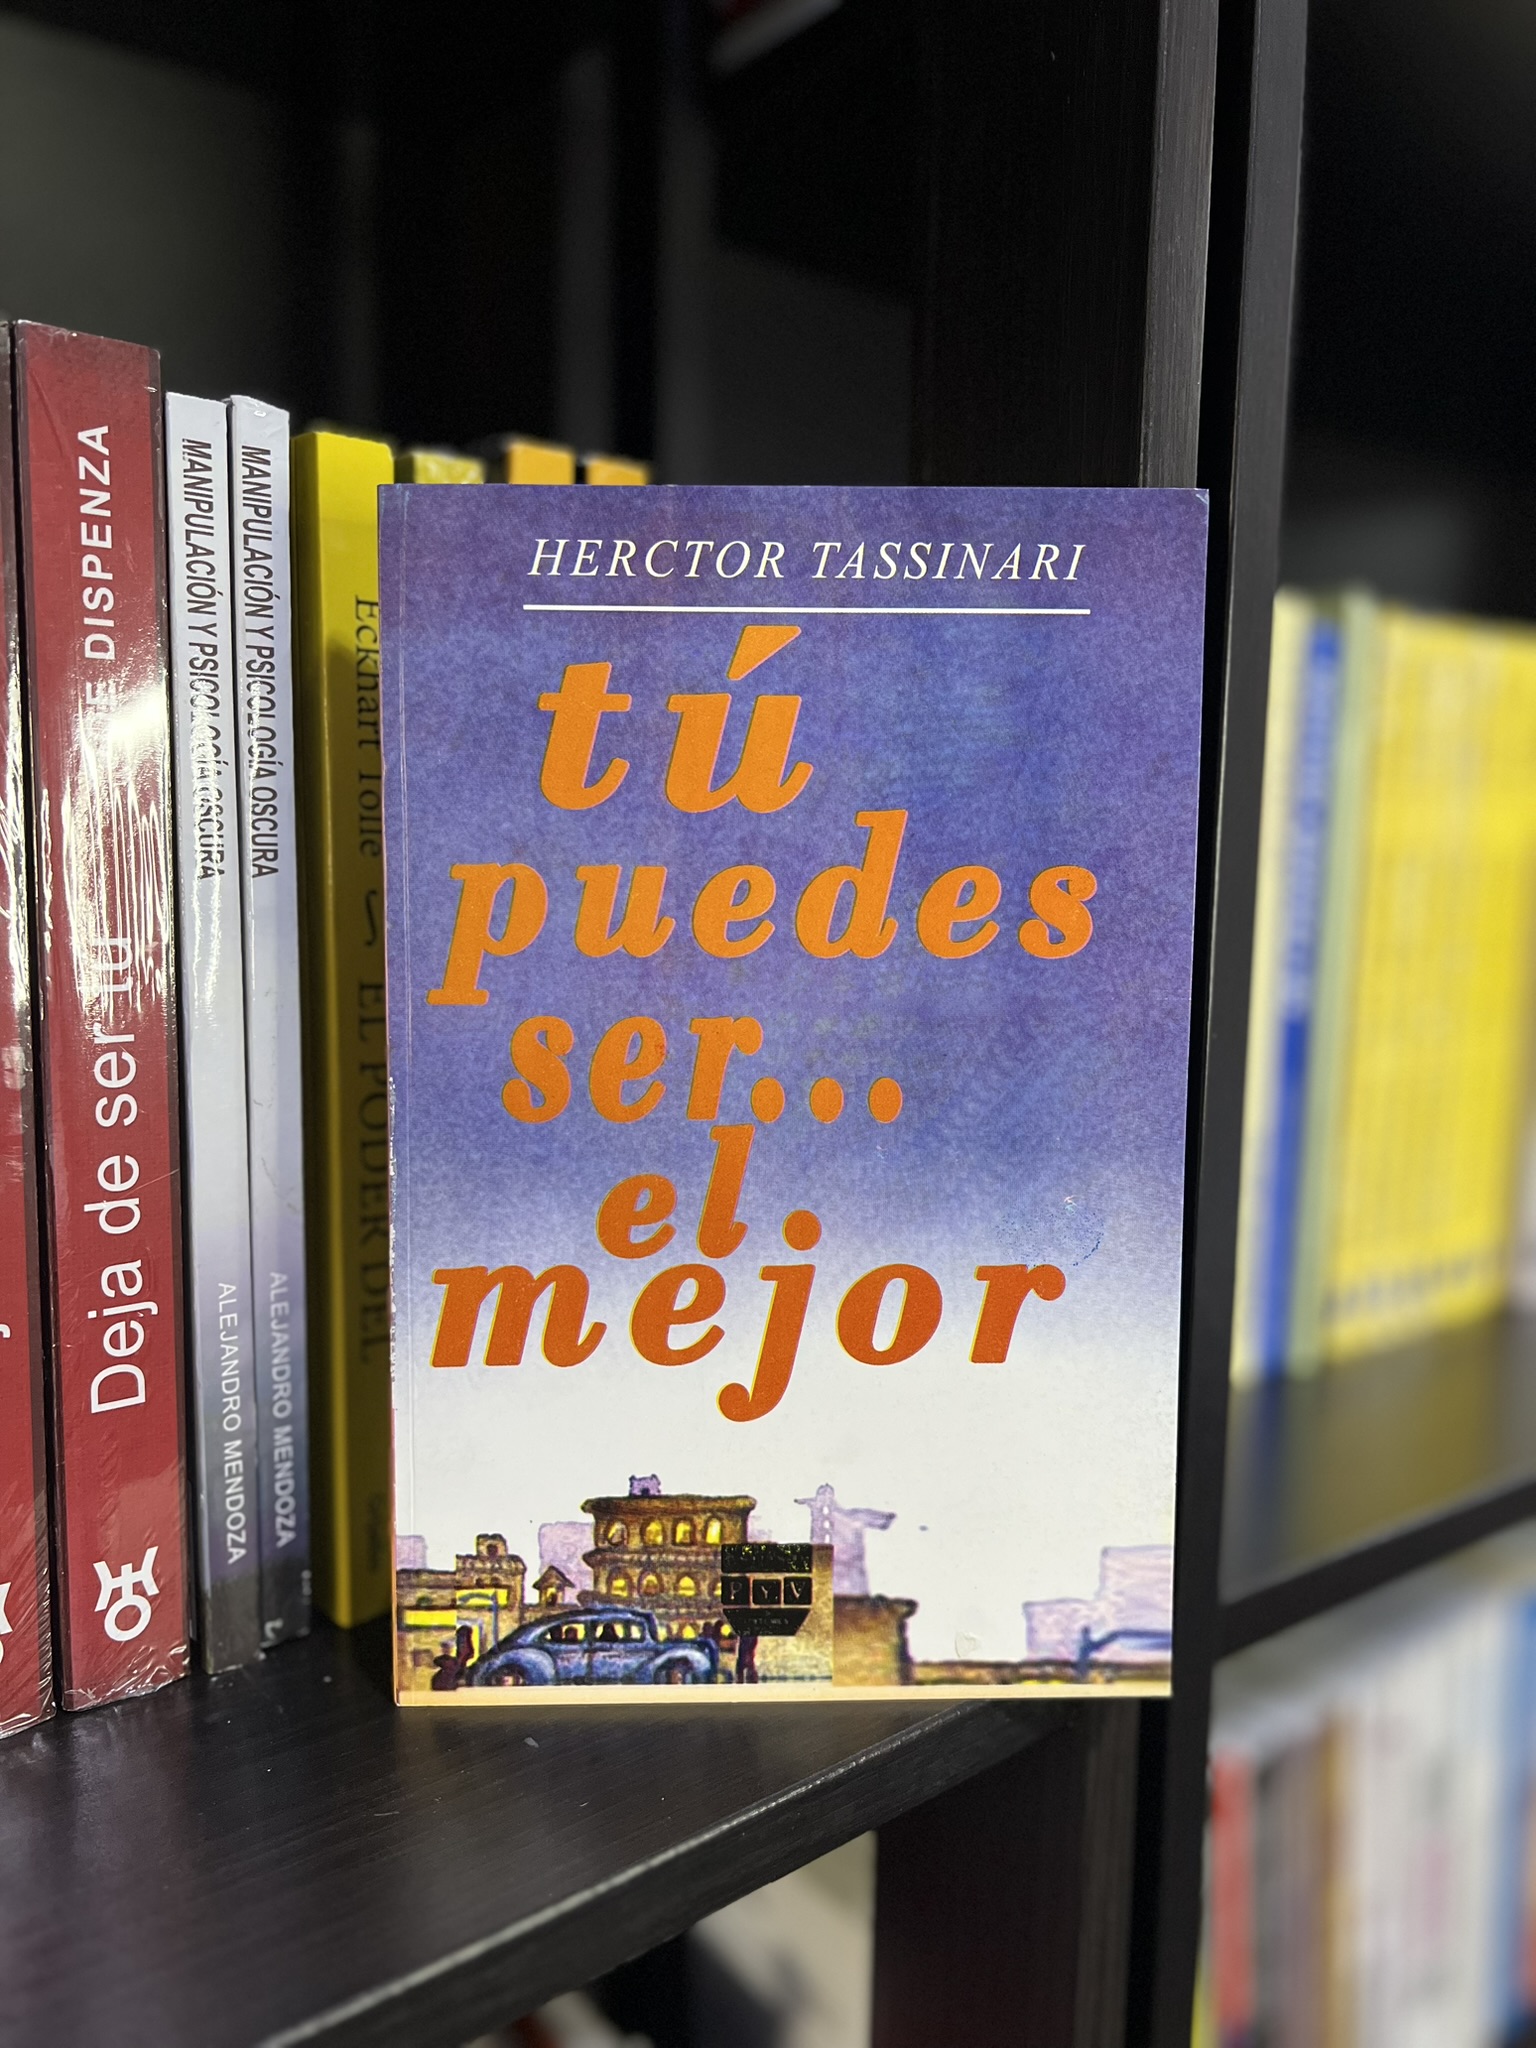 HERCTOR TASSINARI
tú
puedes
ser...
el
mejor
P.Y.V
DISPENZA
Deja de ser tú
MANIPULACIÓN Y PSICOLOGÍA OSCURA
ALEJANDRO MENDOZA
MANIPULACIÓN Y PSICOLOGÍA OSCURA
ALEJANDRO MENDOZA
Eckhart Tolle
EL PODER DEL